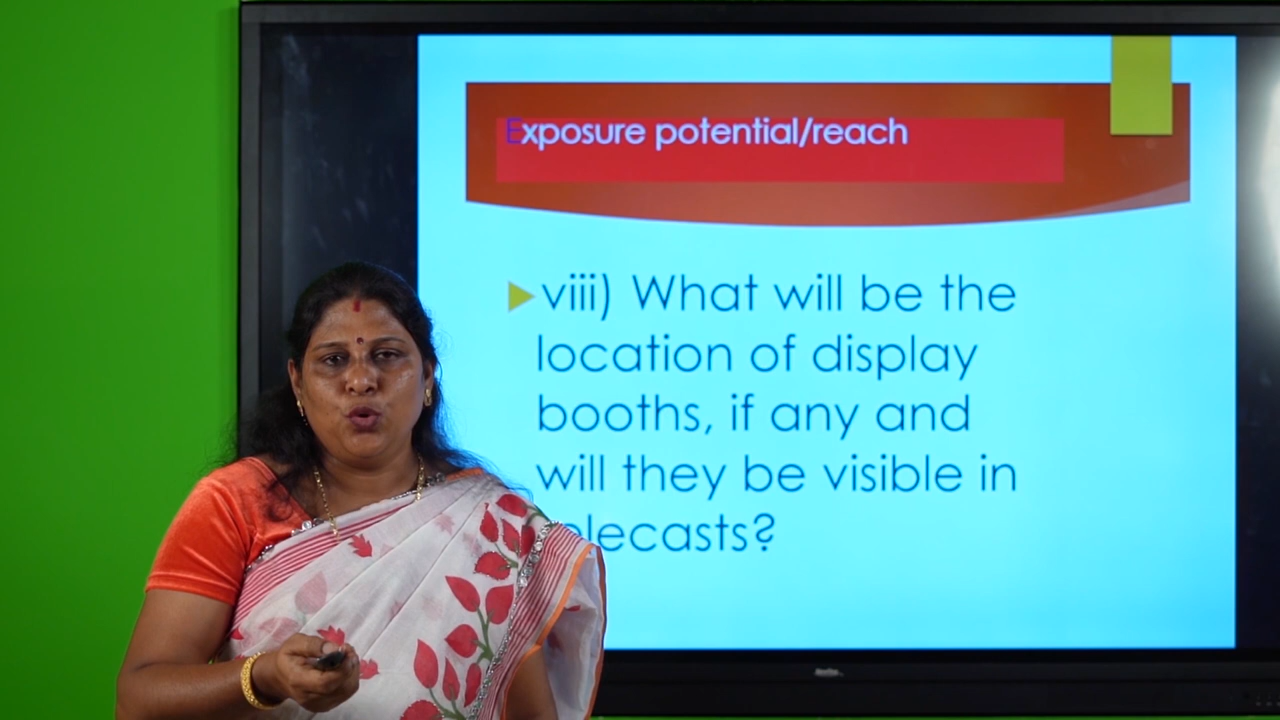 Exposure potential/reach
viii) What will be the
location of display
booths, if any and
will they be visible in
elecasts?